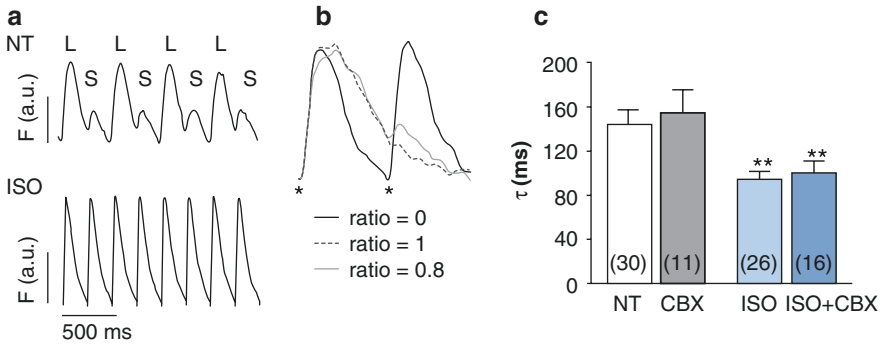 a
NT L L L L
S S S S
F (a.u.)
ISO
F (a.u.)
500 ms
b
* *
ratio = 0
ratio = 1
ratio = 0.8
c
200
160
120
80
40
0
τ (ms)
** **
(30) (11) (26) (16)
NT CBX ISO ISO+CBX